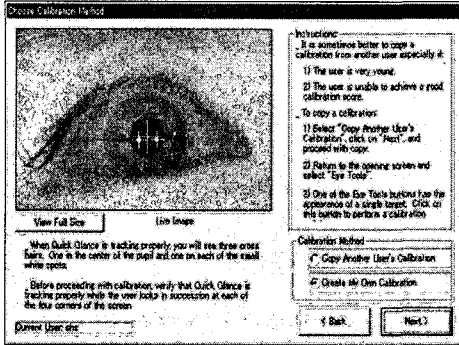 Choose Calibration Method
View Full Size
Live Image
When Quick Glance is tracking properly, you will see three cross
hairs. One in the center of the pupil and one on each of the small
white spots.
Before proceeding with calibration, verify that Quick Glance is
tracking properly while the user looks in succession at each of
the four corners of the screen.
Current User:
Instructions:
It is sometimes better to copy a
calibration from another user especially if:
1) The user is very young.
2) The user is unable to achieve a good
calibration score.
To copy a calibration:
1) Select "Copy Another User's
Calibration", click on "Next", and
proceed with copy.
2) Return to the opening screen and
select "Eye Tools".
3) One of the Eye Tools buttons has the
appearance of a single target. Click on
this button to perform a calibration.
Calibration Method
Copy Another User's Calibration
Create My Own Calibration
< Back
Next >